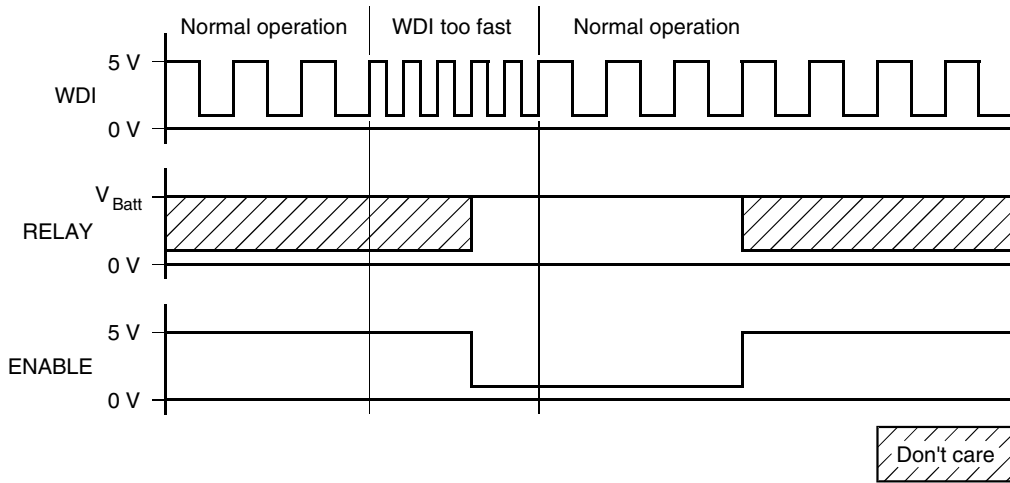 Normal operation WDI too fast Normal operation
5 V
WDI
0 V
V Batt
RELAY
0 V
5 V
ENABLE
0 V
Don't care